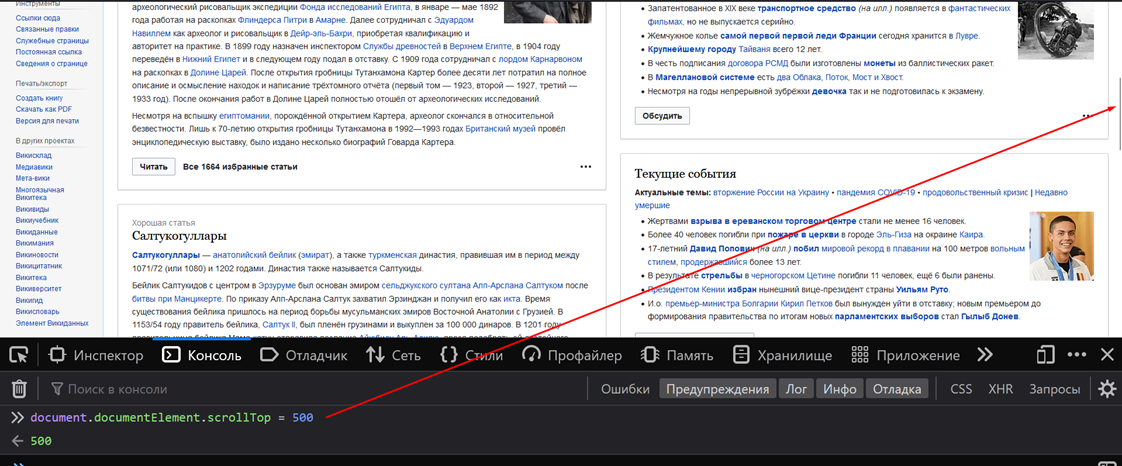 Инструменты
Ссылки сюда
Связанные правки
Служебные страницы
Постоянная ссылка
Сведения о странице
Печать/экспорт
Создать книгу
Скачать как PDF
Версия для печати
В других проектах
Викисклад
Медиавики
Мета-вики
Многоязычная
Викитека
Викивиды
Викиучебник
Викиданные
Викимания
Викиновости
Викицитатник
Викитека
Викиверситет
Викигид
Викисловарь
Элемент Викиданных
археологический рисовальщик экспедиции Фонда исследований Египта, в январе — мае 1892
года работал на раскопках Флиндерса Питри в Амарне. Далее сотрудничал с Эдуардом
Навиллем как археолог и рисовальщик в Дейр-эль-Бахри, приобретая квалификацию и
авторитет на практике. В 1899 году назначен инспектором Службы древностей в Верхнем Египте, в 1904 году
переведён в Нижний Египет и в следующем году подал в отставку. С 1909 года сотрудничал с лордом Карнарвоном
на раскопках в Долине Царей. После открытия гробницы Тутанхамона Картер более десяти лет потратил на полное
описание и осмысление находок и написание трёхтомного отчёта (первый том — 1923, второй — 1927, третий —
1933 год). После окончания работ в Долине Царей полностью отошёл от археологических исследований.
Несмотря на вспышку египтомании, порождённой открытием Картера, археолог скончался в относительной
безвестности. Лишь к 70-летию открытия гробницы Тутанхамона в 1992—1993 годах Британский музей провёл
энциклопедическую выставку, было издано несколько биографий Говарда Картера.
Читать Все 1664 избранные статьи
Хорошая статья
Салтукогуллары
Салтукогуллары — анатолийский бейлик (эмират), а также туркменская династия, правившая им в период между
1071/72 (или 1080) и 1202 годами. Династия также называется Салтукиды.
Бейлик Салтукидов с центром в Эрзуруме был основан эмиром сельджукского султана Алп-Арслана Салтуком после
битвы при Манцикерте. По приказу Алп-Арслана Салтук захватил Эрзинджан и получил его как икта. Время
существования бейлика пришлось на период борьбы мусульманских эмиров Восточной Анатолии с Грузией. В
1153/54 году правитель бейлика, Салтук II, был пленён грузинами и выкуплен за 100 000 динаров. В 1201 году
Запатентованное в XIX веке транспортное средство (на илл.) появляется в фантастических
фильмах, но не выпускается серийно.
Жемчужное колье самой первой первой леди Франции сегодня хранится в Лувре.
Крупнейшему городу Тайваня всего 12 лет.
В честь подписания договора РСМД были изготовлены монеты из баллистических ракет.
В Магеллановой системе есть два Облака, Поток, Мост и Хвост.
Несмотря на годы непрерывной зубрёжки девочка так и не подготовилась к экзамену.
Обсудить
Текущие события
Актуальные темы: вторжение России на Украину • пандемия COVID-19 • продовольственный кризис | Недавно
умершие
Жертвами взрыва в ереванском торговом центре стали не менее 16 человек.
Более 40 человек погибли при пожаре в церкви в городе Эль-Гиза на окраине Каира.
17-летний Давид Попович (на илл.) побил мировой рекорд в плавании на 100 метров вольным
стилем, продержавшийся более 13 лет.
В результате стрельбы в черногорском Цетине погибли 11 человек, ещё 6 были ранены.
Президентом Кении избран нынешний вице-президент страны Уильям Руто.
И.о. премьер-министра Болгарии Кирил Петков был вынужден уйти в отставку; новым премьером до
формирования правительства по итогам новых парламентских выборов стал Гылыб Донев.
Инспектор Консоль Отладчик Сеть Стили Профайлер Память Хранилище Приложение
Поиск в консоли Ошибки Предупреждения Лог Инфо Отладка CSS XHR Запросы
document.documentElement.scrollTop = 500
500